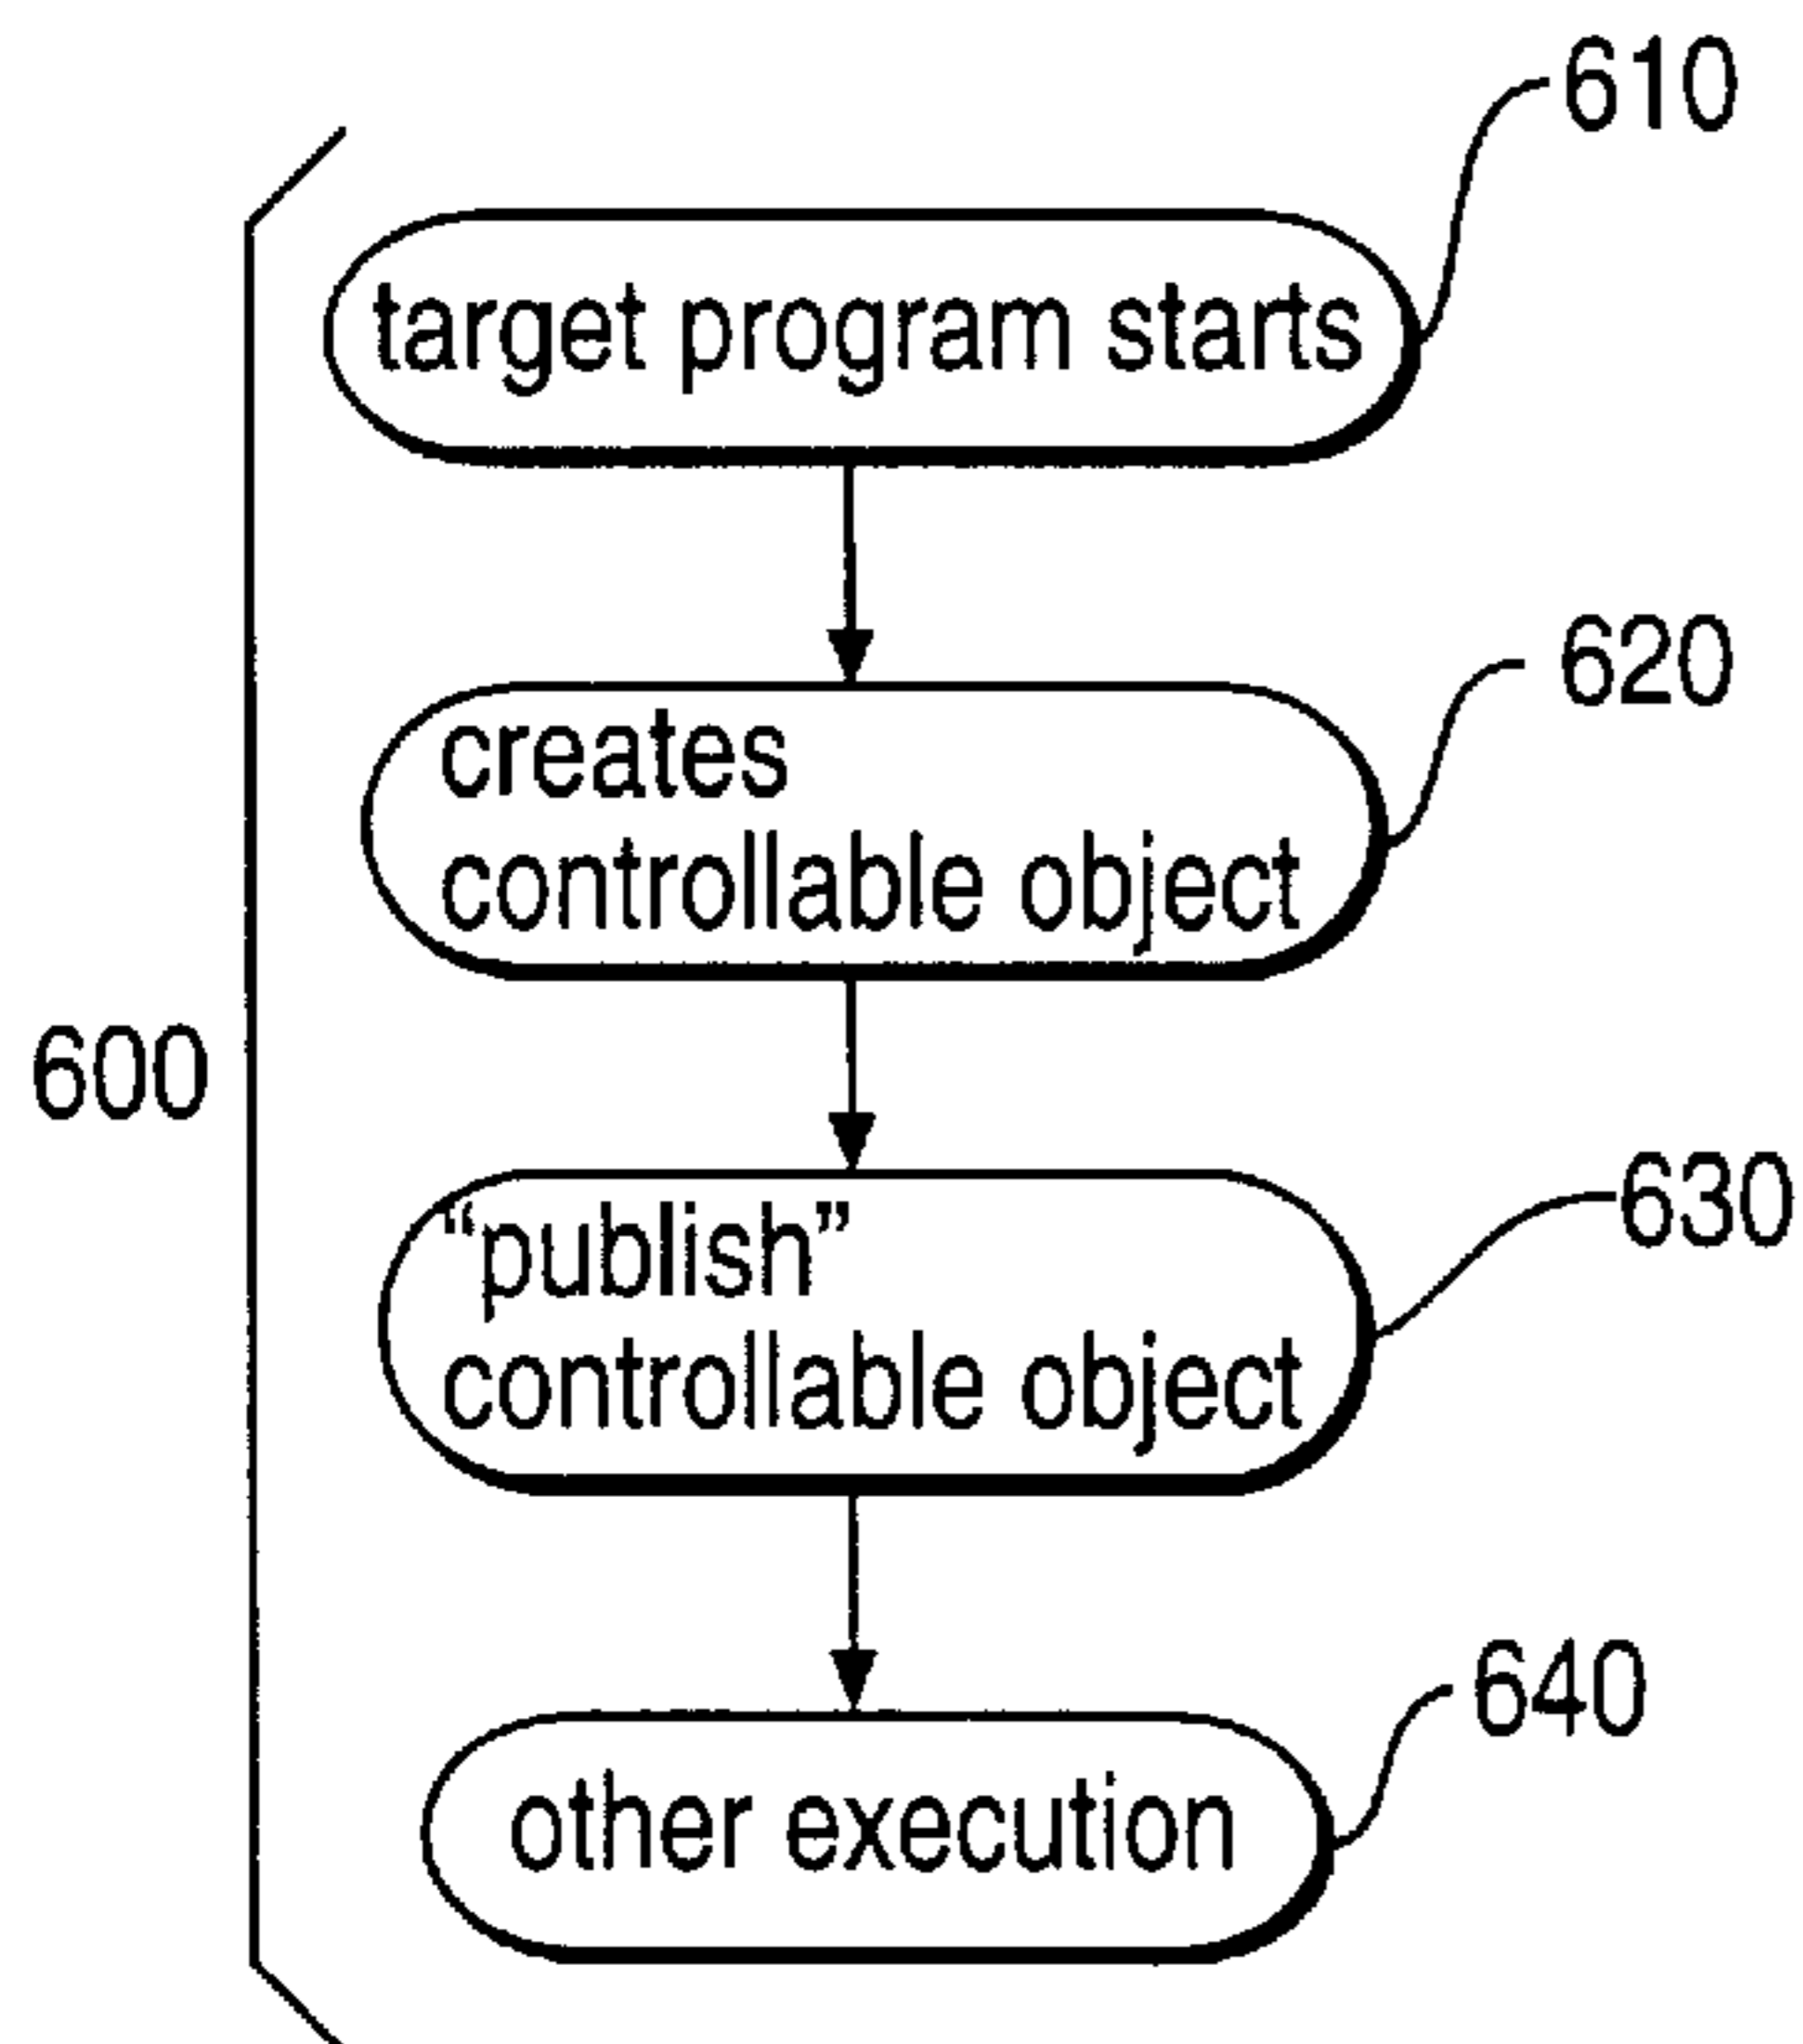 610
target program starts
620
creates
controllable object
600
630
“publish”
controllable object
640
other execution